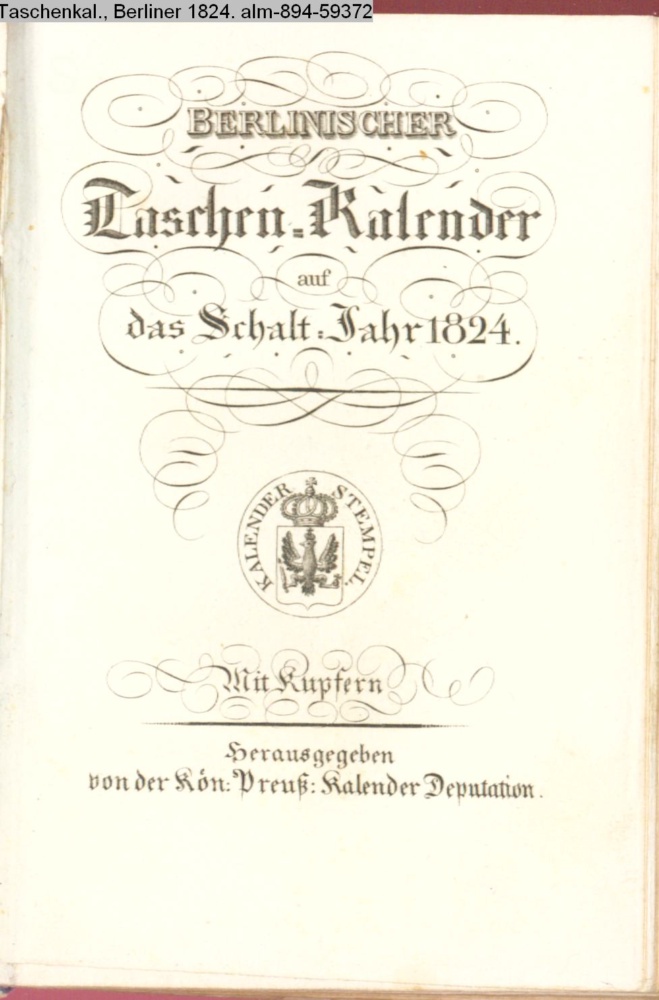 Taschenkal., Berliner 1824. alm-894-59372
BERLINISCHER
Taschen=Kalender
auf
das Schalt=Jahr 1824.
KALENDER STEMPEL.
Mit Kupfern
Herausgegeben
von der Kön: Preuß: Kalender Deputation.